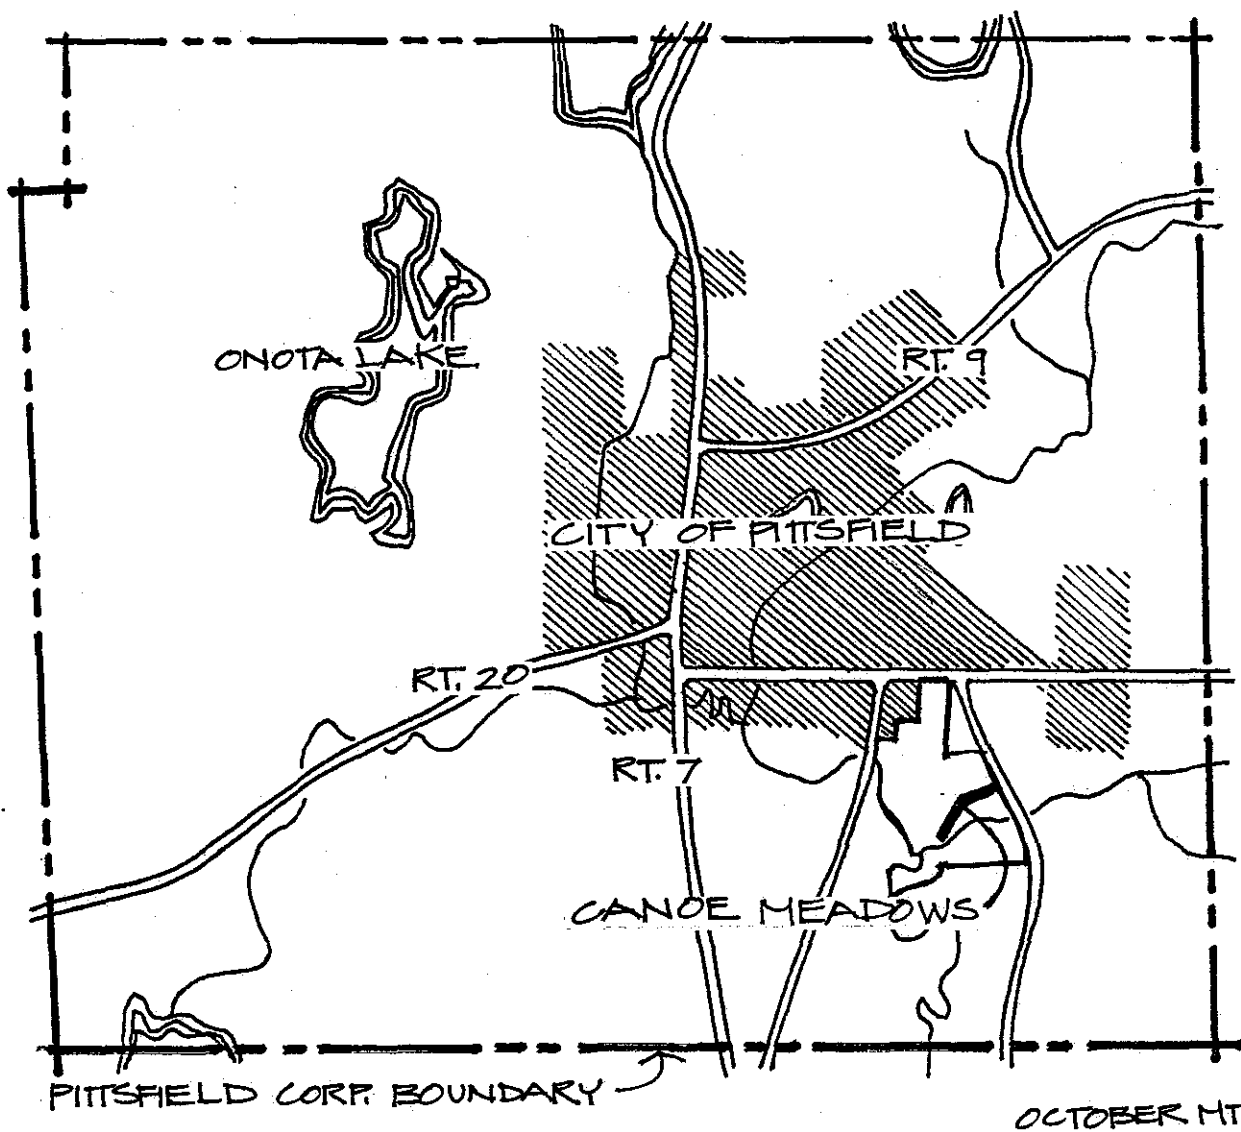 ONOTA LAKE
RT. 9
CITY OF PITTSFIELD
RT. 20
RT. 7
CANOE MEADOWS
PITTSFIELD CORP. BOUNDARY
OCTOBER MT